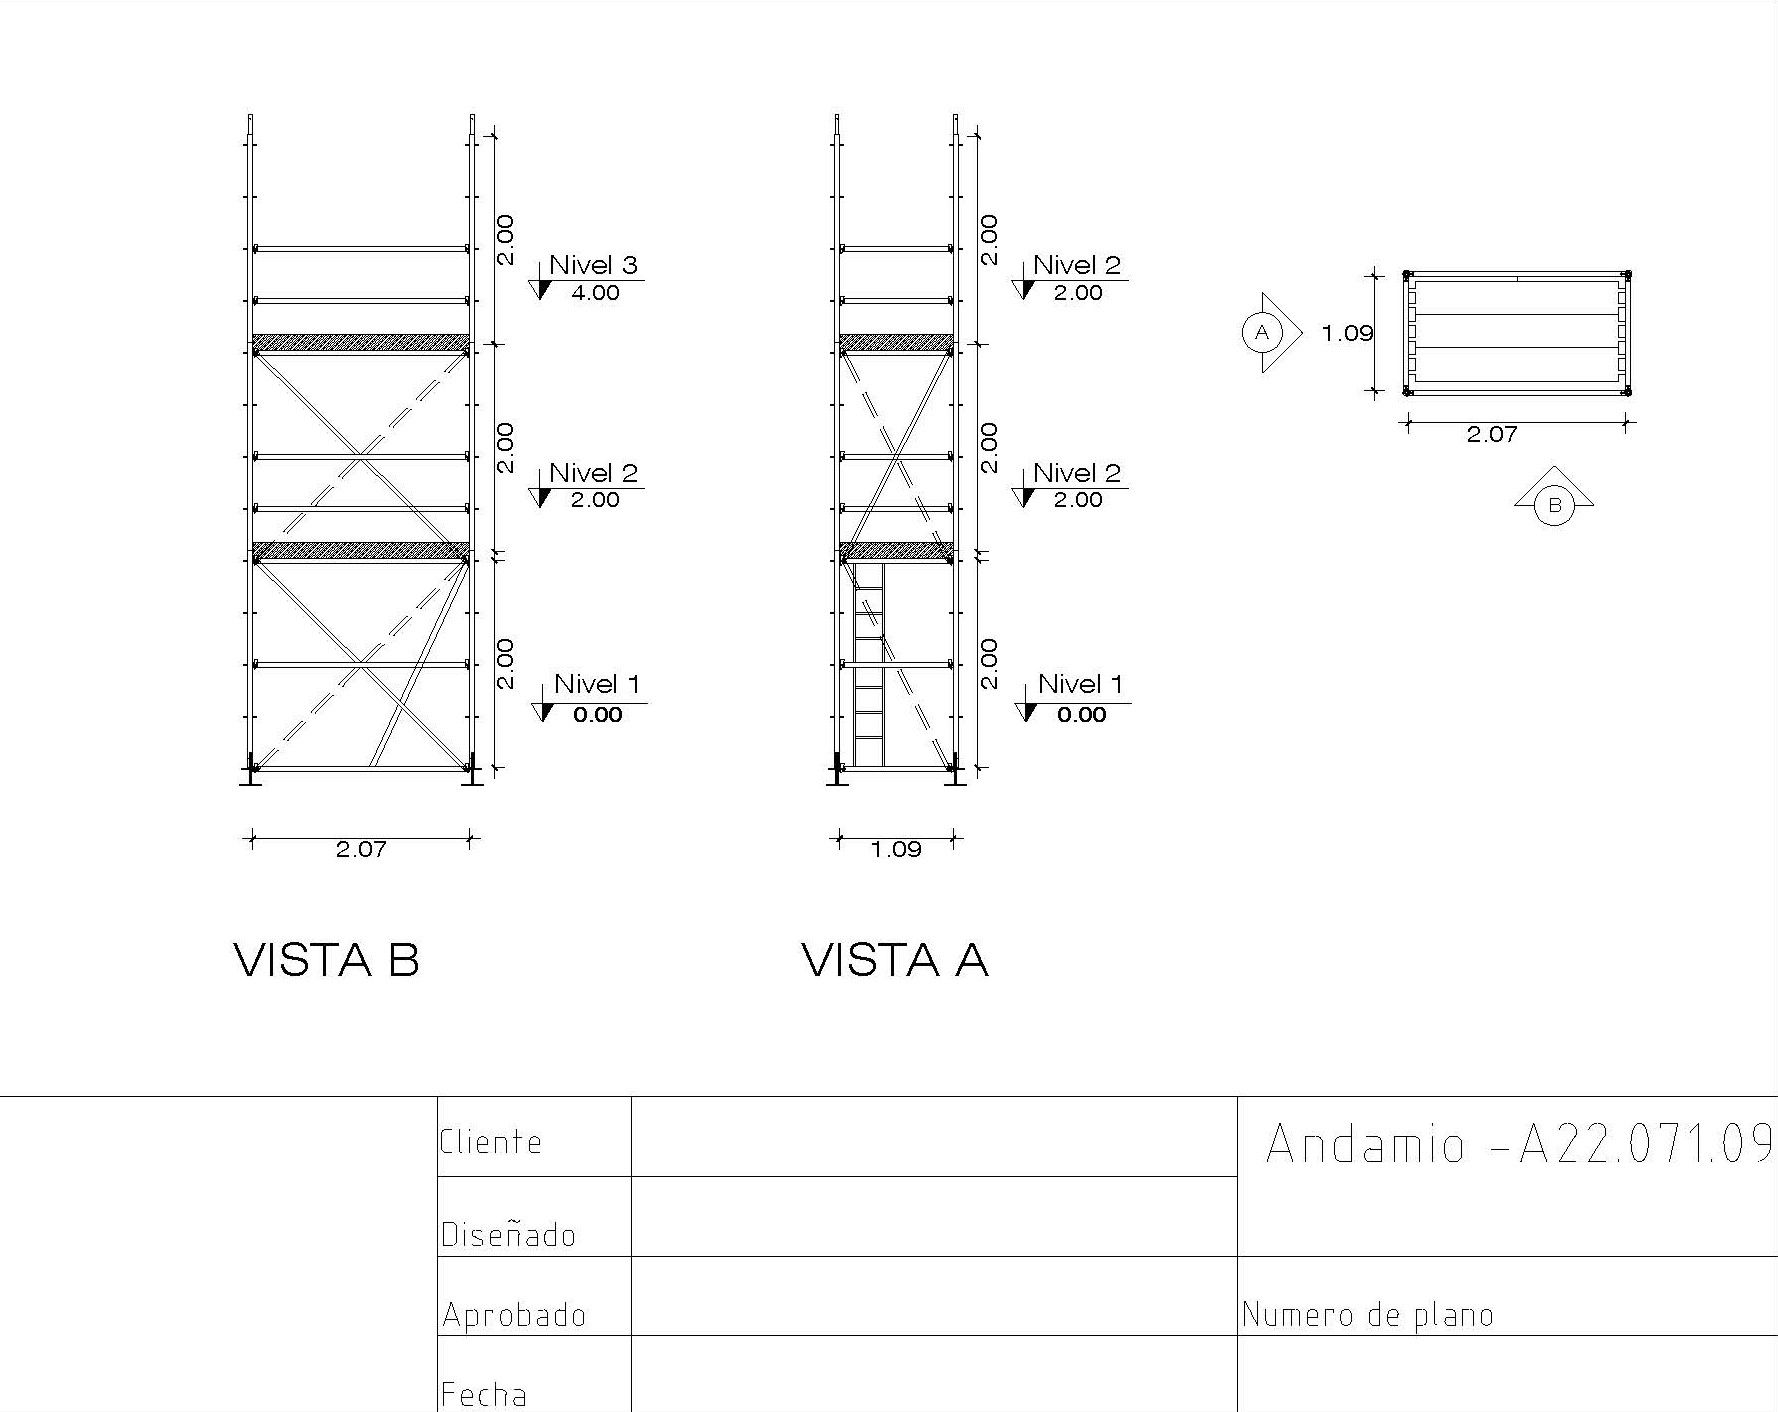 2.00
Nivel 3
4.00
2.00
Nivel 2
2.00
2.00
Nivel 1
0.00
2.07
VISTA B
2.00
Nivel 2
2.00
2.00
Nivel 2
2.00
2.00
Nivel 1
0.00
1.09
VISTA A
A
1.09
2.07
B
Cliente
Diseñado
Aprobado
Fecha
Andamio -A22.071.09
Numero de plano